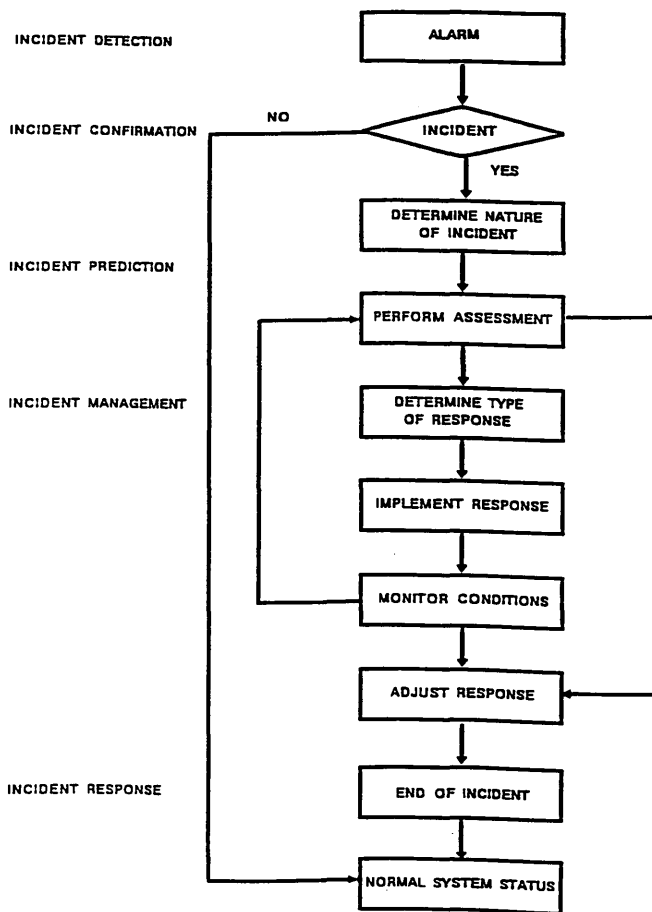 INCIDENT DETECTION
ALARM
INCIDENT CONFIRMATION
NO
INCIDENT
YES
DETERMINE NATURE
OF INCIDENT
INCIDENT PREDICTION
PERFORM ASSESSMENT
INCIDENT MANAGEMENT
DETERMINE TYPE
OF RESPONSE
IMPLEMENT RESPONSE
MONITOR CONDITIONS
ADJUST RESPONSE
INCIDENT RESPONSE
END OF INCIDENT
NORMAL SYSTEM STATUS